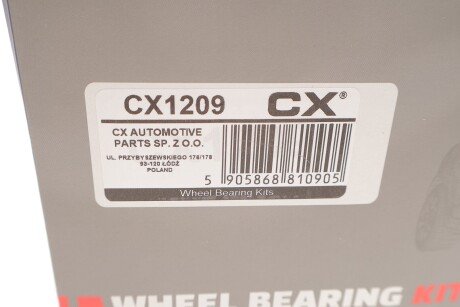 CX1209 CX®
CX AUTOMOTIVE
PARTS SP. Z O.O.
UL. PRZYBYSZEWSKIEGO 176/178
93-120 ŁÓDŹ
POLAND
5 905868 810905
Wheel Bearing Kits
WHEEL BEARING KIT